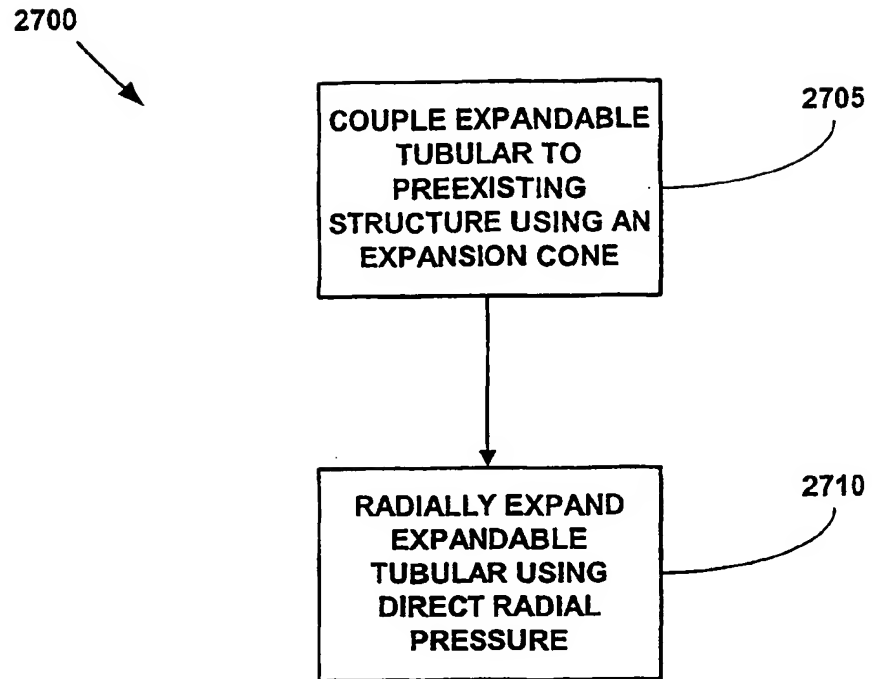 2700
COUPLE EXPANDABLE
TUBULAR TO
PREEXISTING
STRUCTURE USING AN
EXPANSION CONE
2705
RADIALLY EXPAND
EXPANDABLE
TUBULAR USING
DIRECT RADIAL
PRESSURE
2710